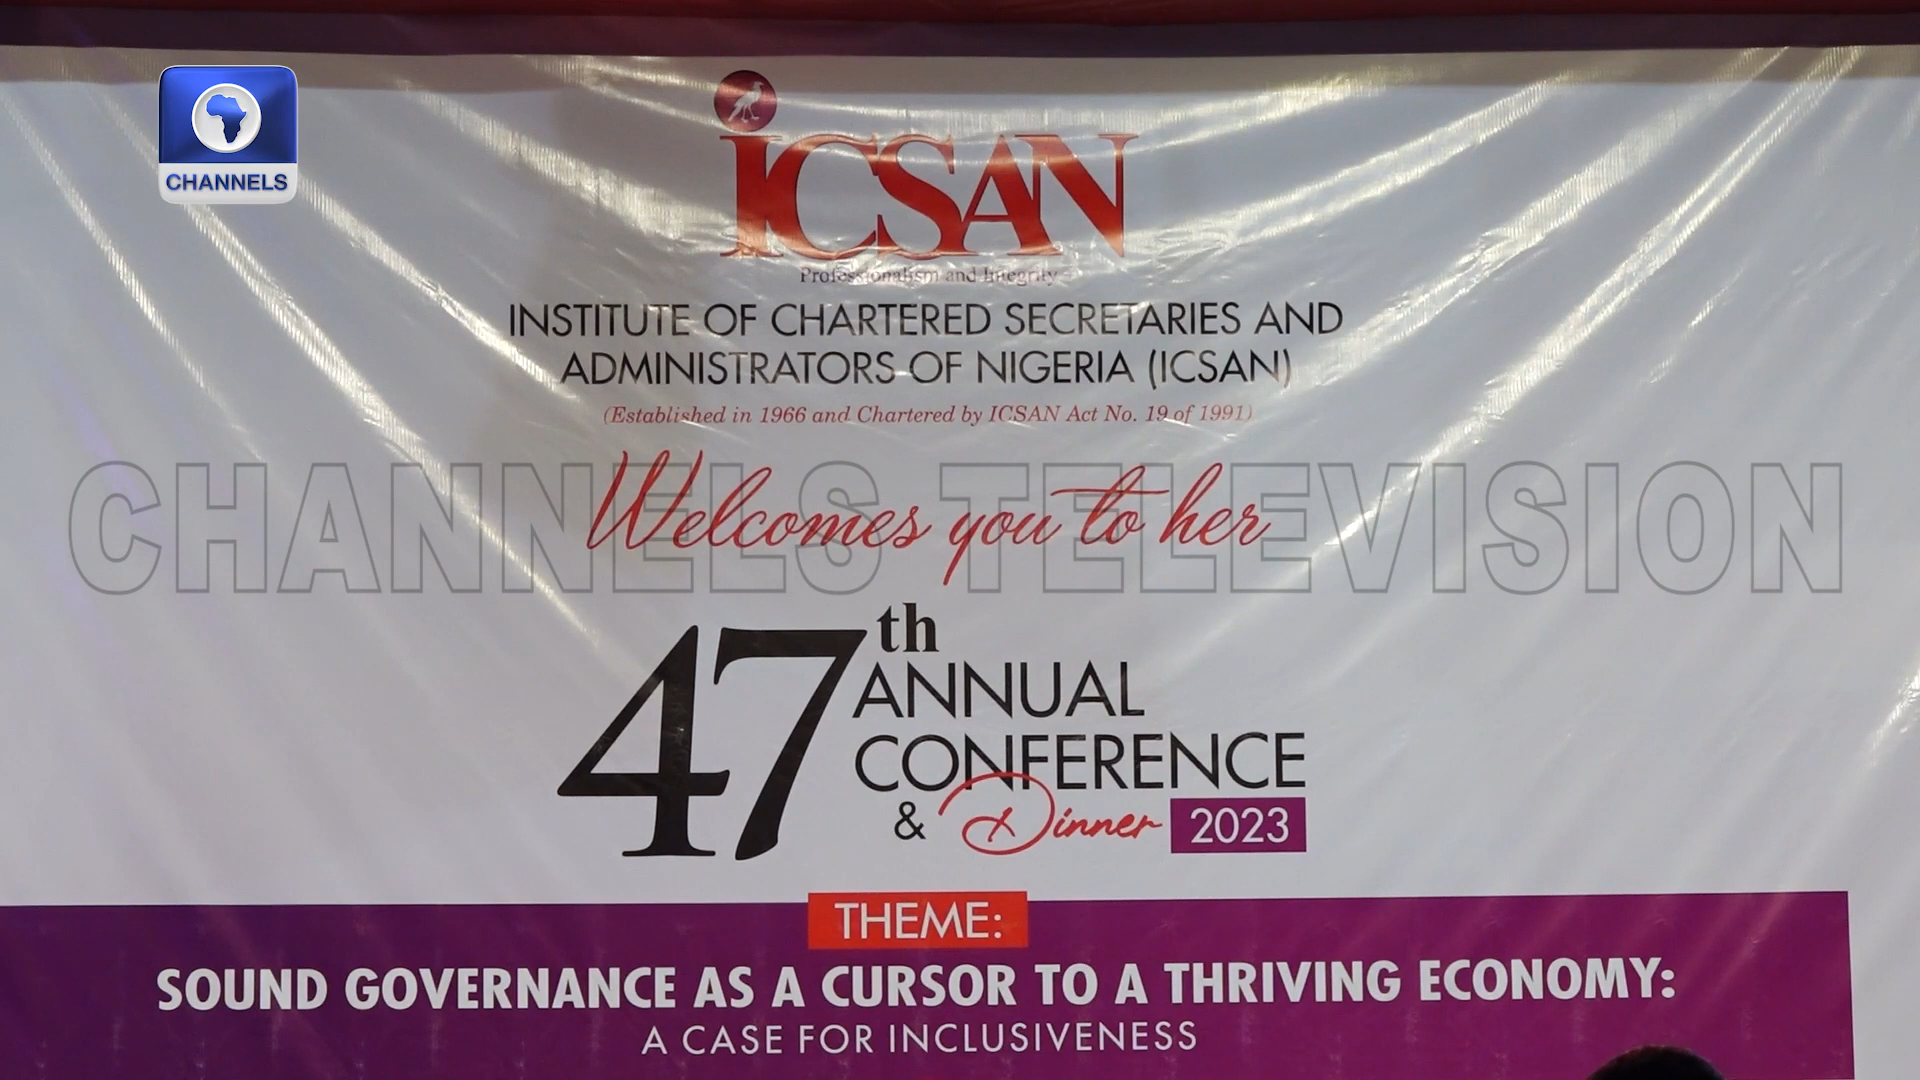 CHANNELS
iCSAN
Professionalism and Integrity
INSTITUTE OF CHARTERED SECRETARIES AND
ADMINISTRATORS OF NIGERIA (ICSAN)
(Established in 1966 and Chartered by ICSAN Act No. 19 of 1991)
CHANNELS TELEVISION
Welcomes you to her
47th
ANNUAL
CONFERENCE
& Dinner 2023
THEME:
SOUND GOVERNANCE AS A CURSOR TO A THRIVING ECONOMY:
A CASE FOR INCLUSIVENESS